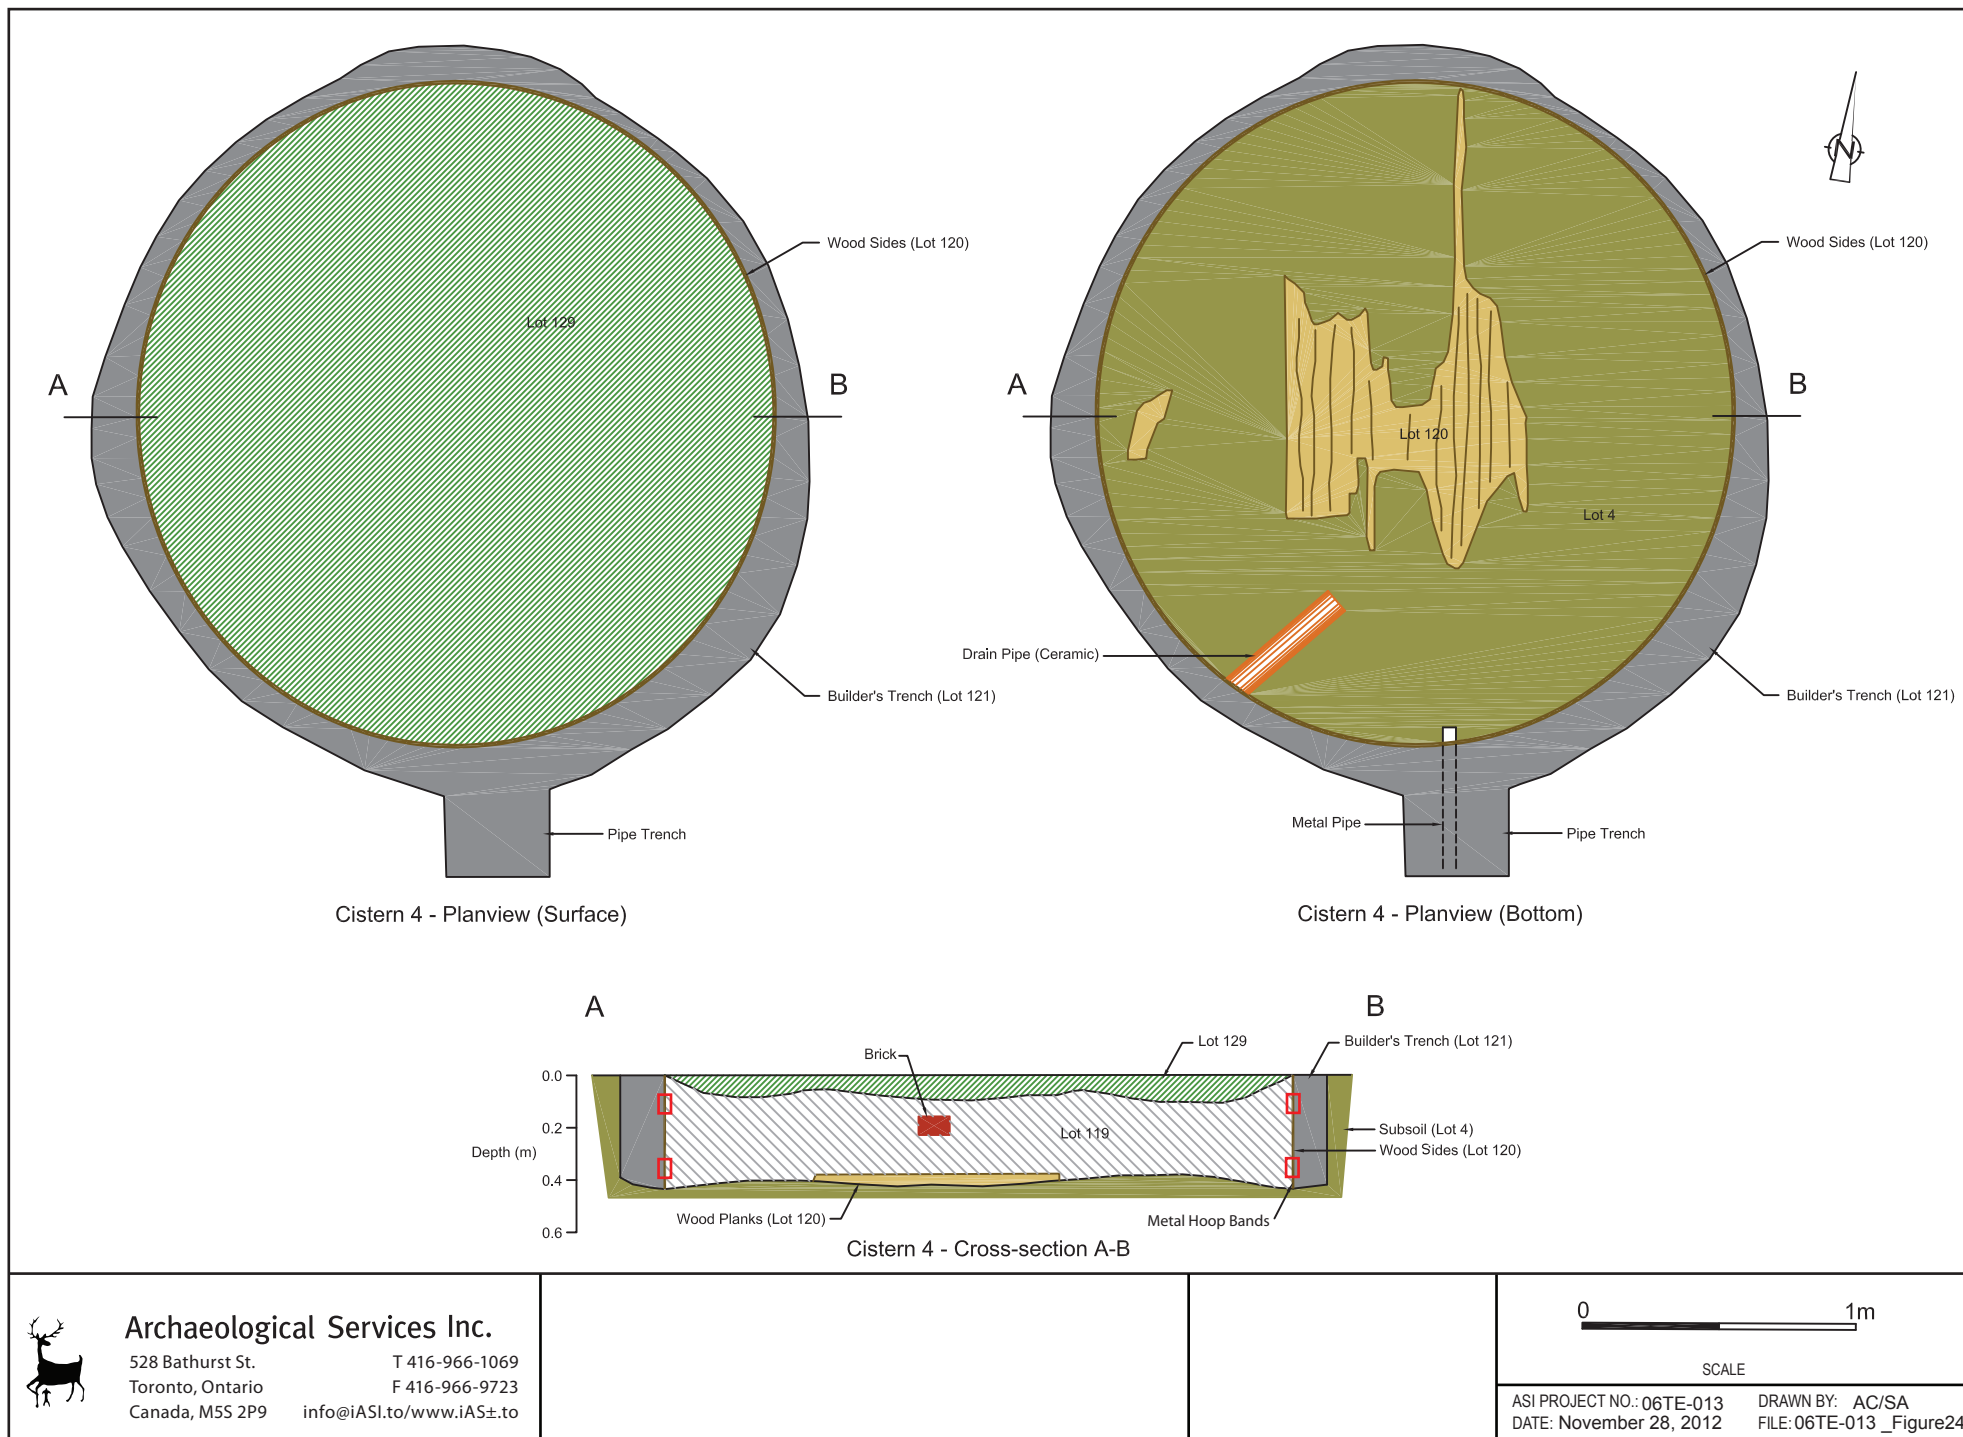 Wood Sides (Lot 120)
Lot 129
A
B
Builder's Trench (Lot 121)
Pipe Trench
Cistern 4 - Planview (Surface)
N
Wood Sides (Lot 120)
A
B
Lot 120
Lot 4
Drain Pipe (Ceramic)
Builder's Trench (Lot 121)
Metal Pipe
Pipe Trench
Cistern 4 - Planview (Bottom)
A
B
Lot 129
Builder's Trench (Lot 121)
Brick
0.0
0.2
Depth (m)
0.4
0.6
Lot 119
Subsoil (Lot 4)
Wood Sides (Lot 120)
Wood Planks (Lot 120)
Metal Hoop Bands
Cistern 4 - Cross-section A-B
Archaeological Services Inc.
528 Bathurst St. T 416-966-1069
Toronto, Ontario F 416-966-9723
Canada, M5S 2P9 info@iASI.to/www.iAS±.to
0 1m
SCALE
ASI PROJECT NO.: 06TE-013 DRAWN BY: AC/SA
DATE: November 28, 2012 FILE: 06TE-013 _Figure24